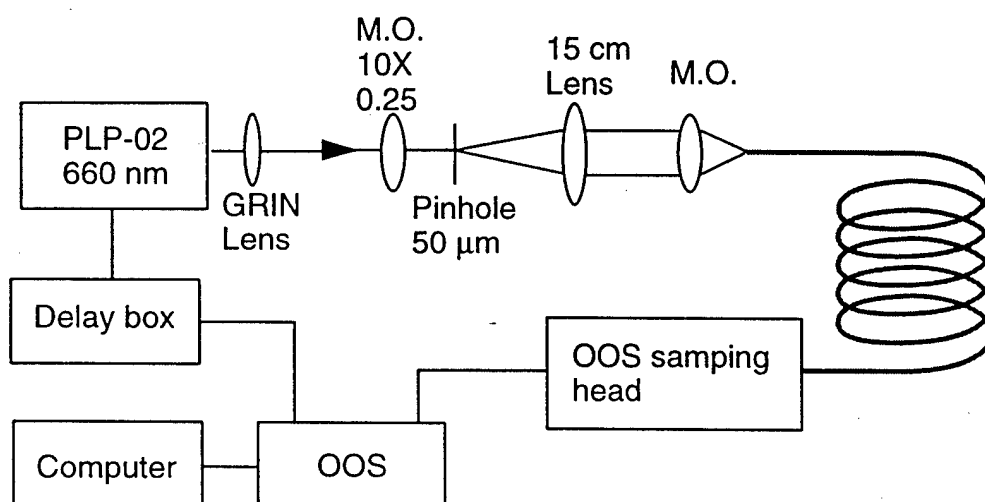 M.O.
10X
0.25
15 cm
Lens
M.O.
PLP-02
660 nm
GRIN
Lens
Pinhole
50 μm
Delay box
OOS samping
head
Computer
OOS